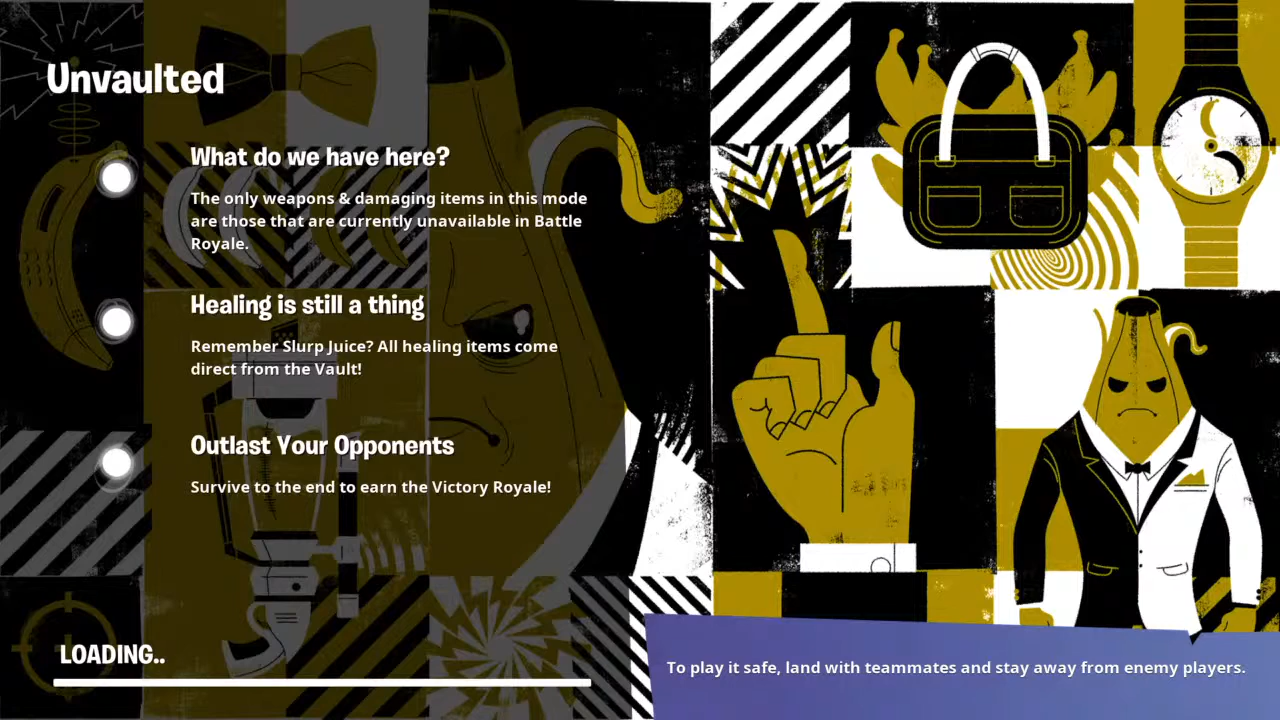 Unvaulted
What do we have here?
The only weapons & damaging items in this mode
are those that are currently unavailable in Battle
Royale.
Healing is still a thing
Remember Slurp Juice? All healing items come
direct from the Vault!
Outlast Your Opponents
Survive to the end to earn the Victory Royale!
LOADING..
To play it safe, land with teammates and stay away from enemy players.